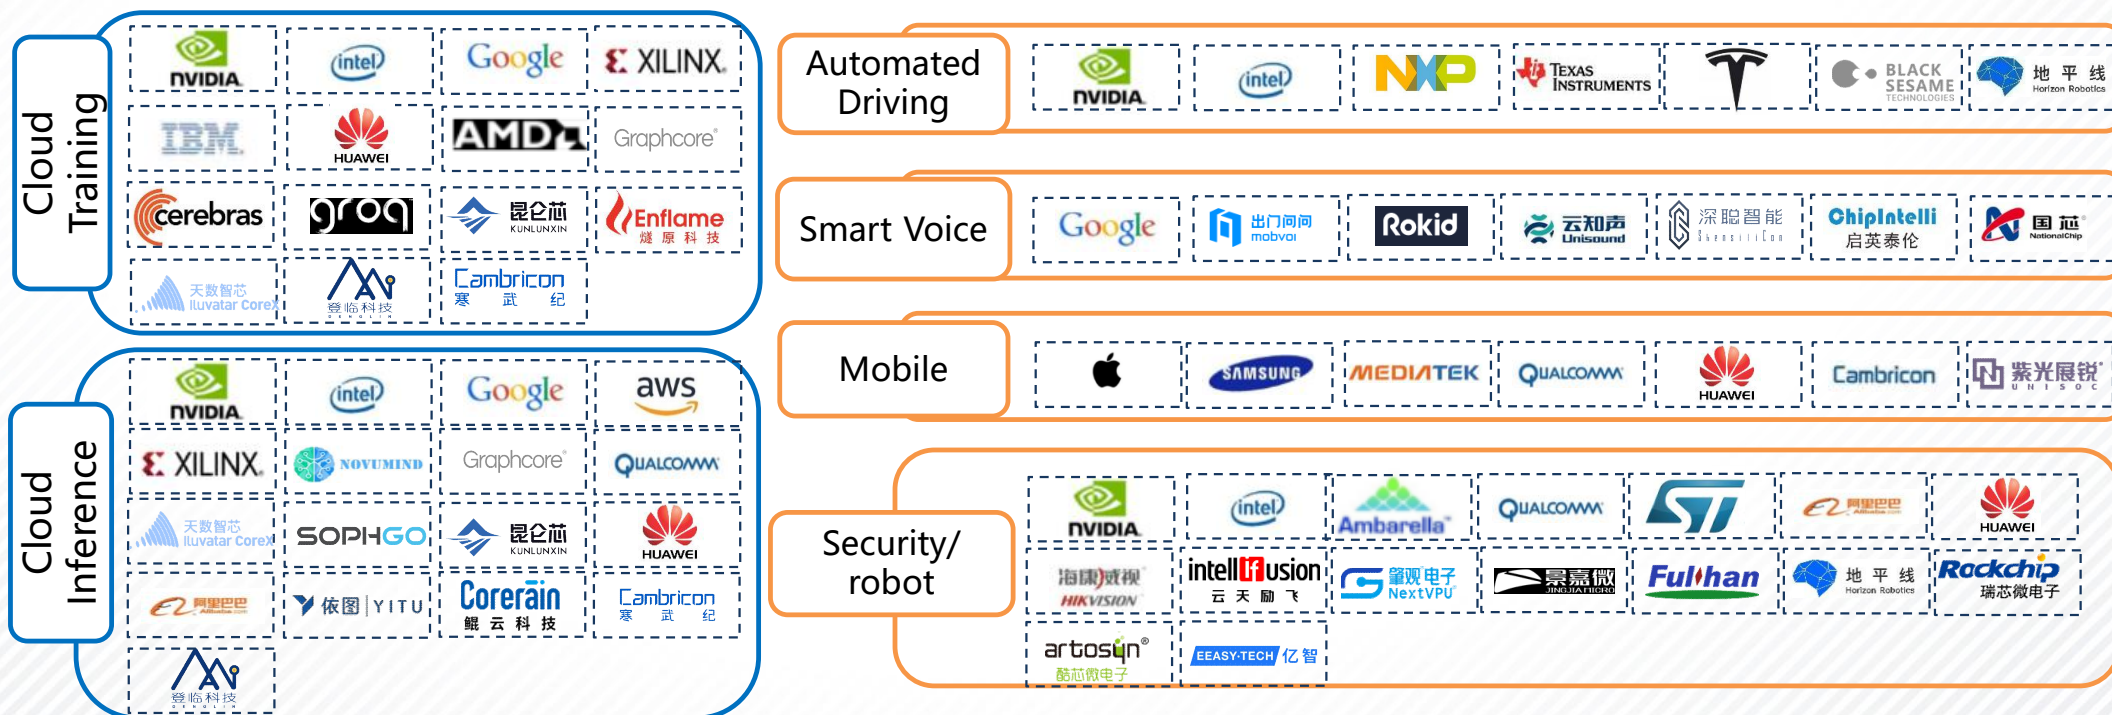 Cloud
Training
NVIDIA
intel
Google
XILINX
IBM
HUAWEI
AMD
Graphcore
cerebras
groq
昆仑芯
KUNLUNXIN
Enflame
燧原科技
天数智芯
Iluvatar CoreX
登临科技
DENGLIN
Cambricon
寒武纪
Cloud
Inference
NVIDIA
intel
Google
aws
XILINX
NOVUMIND
Graphcore
QUALCOMM
天数智芯
Iluvatar CoreX
SOPHGO
昆仑芯
KUNLUNXIN
HUAWEI
阿里巴巴
Alibaba.com
依图 YITU
Corerain
鲲云科技
Cambricon
寒武纪
登临科技
DENGLIN
Automated
Driving
NVIDIA
intel
NXP
TEXAS
INSTRUMENTS
BLACK
SESAME
TECHNOLOGIES
地平线
Horizon Robotics
Smart Voice
Google
出门问问
mobvoi
Rokid
云知声
Unisound
深聪智能
ChipIntelli
启英泰伦
国芯
NationalChip
Mobile
SAMSUNG
MEDIATEK
QUALCOMM
HUAWEI
Cambricon
紫光展锐
UNISOC
Security/
robot
NVIDIA
intel
Ambarella
QUALCOMM
ST
阿里巴巴
HUAWEI
海康威视
HIKVISION
intellifusion
云天励飞
肇观电子
NextVPU
景嘉微
JINGJIA MICRO
Fullhan
地平线
Horizon Robotics
Rockchip
瑞芯微电子
artosyn
酷芯微电子
EEASY-TECH 亿智